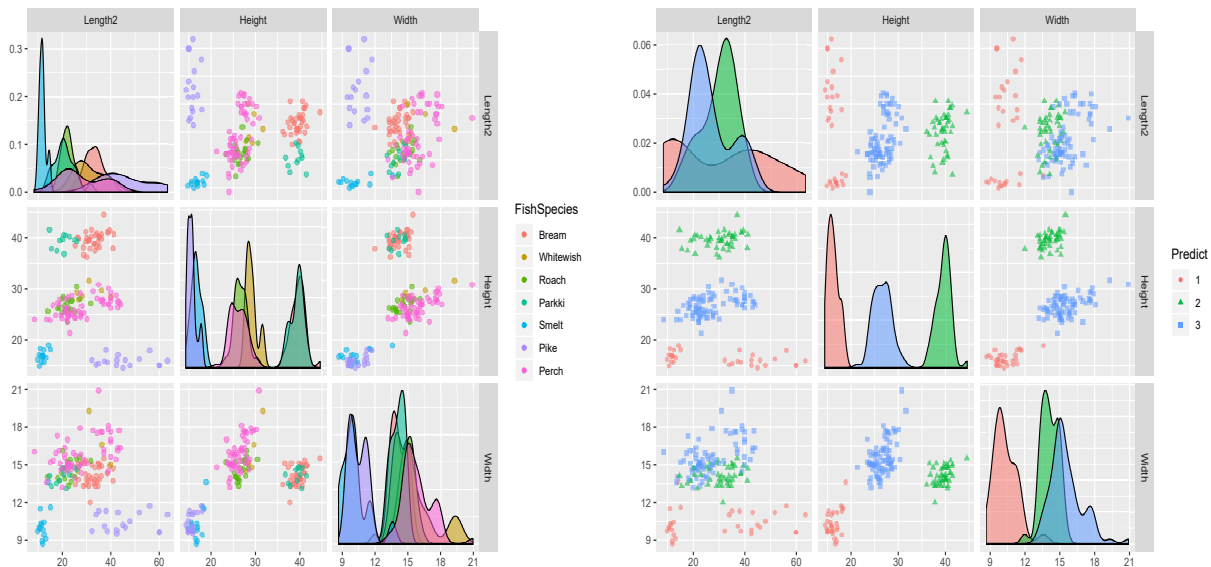 Length2 Height Width
0.3
0.2
0.1
0.0
Length2
40
30
20
Height
21
18
15
12
9
Width
20 40 60 20 30 40 9 12 15 18 21
FishSpecies
Bream
Whitewish
Roach
Parkki
Smelt
Pike
Perch
Length2 Height Width
0.06
0.04
0.02
0.00
Length2
40
30
20
Height
21
18
15
12
9
Width
20 40 60 20 30 40 9 12 15 18 21
Predict
1
2
3